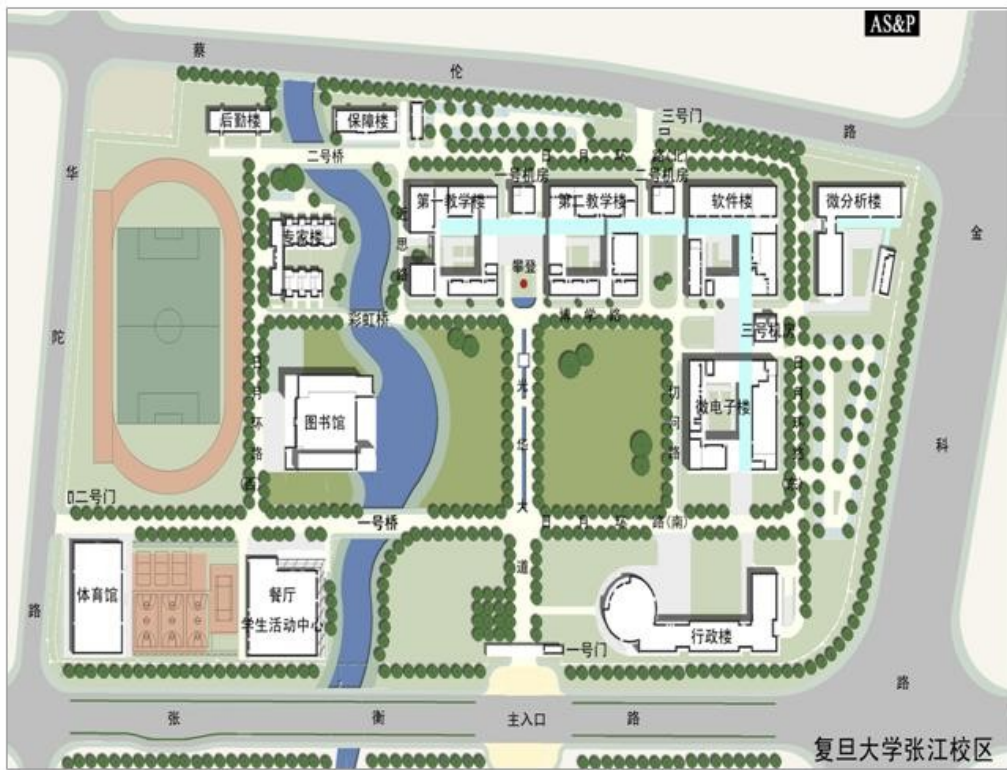 AS&P
蔡
伦
路
三号门
后勤楼
保障楼
二号桥
日月环路(北)
一号机房
二号机房
华
第一教学楼
第二教学楼
软件楼
微分析楼
金
专家楼
思
路
攀登
彩虹桥
博学路
三号机房
陀
日月环路(西)
图书馆
光
华
大
道
微电子楼
日月环路(东)
科
二号门
一号桥
日月环路(南)
体育馆
餐厅
学生活动中心
路
行政楼
一号门
路
张
衡
主入口
路
复旦大学张江校区